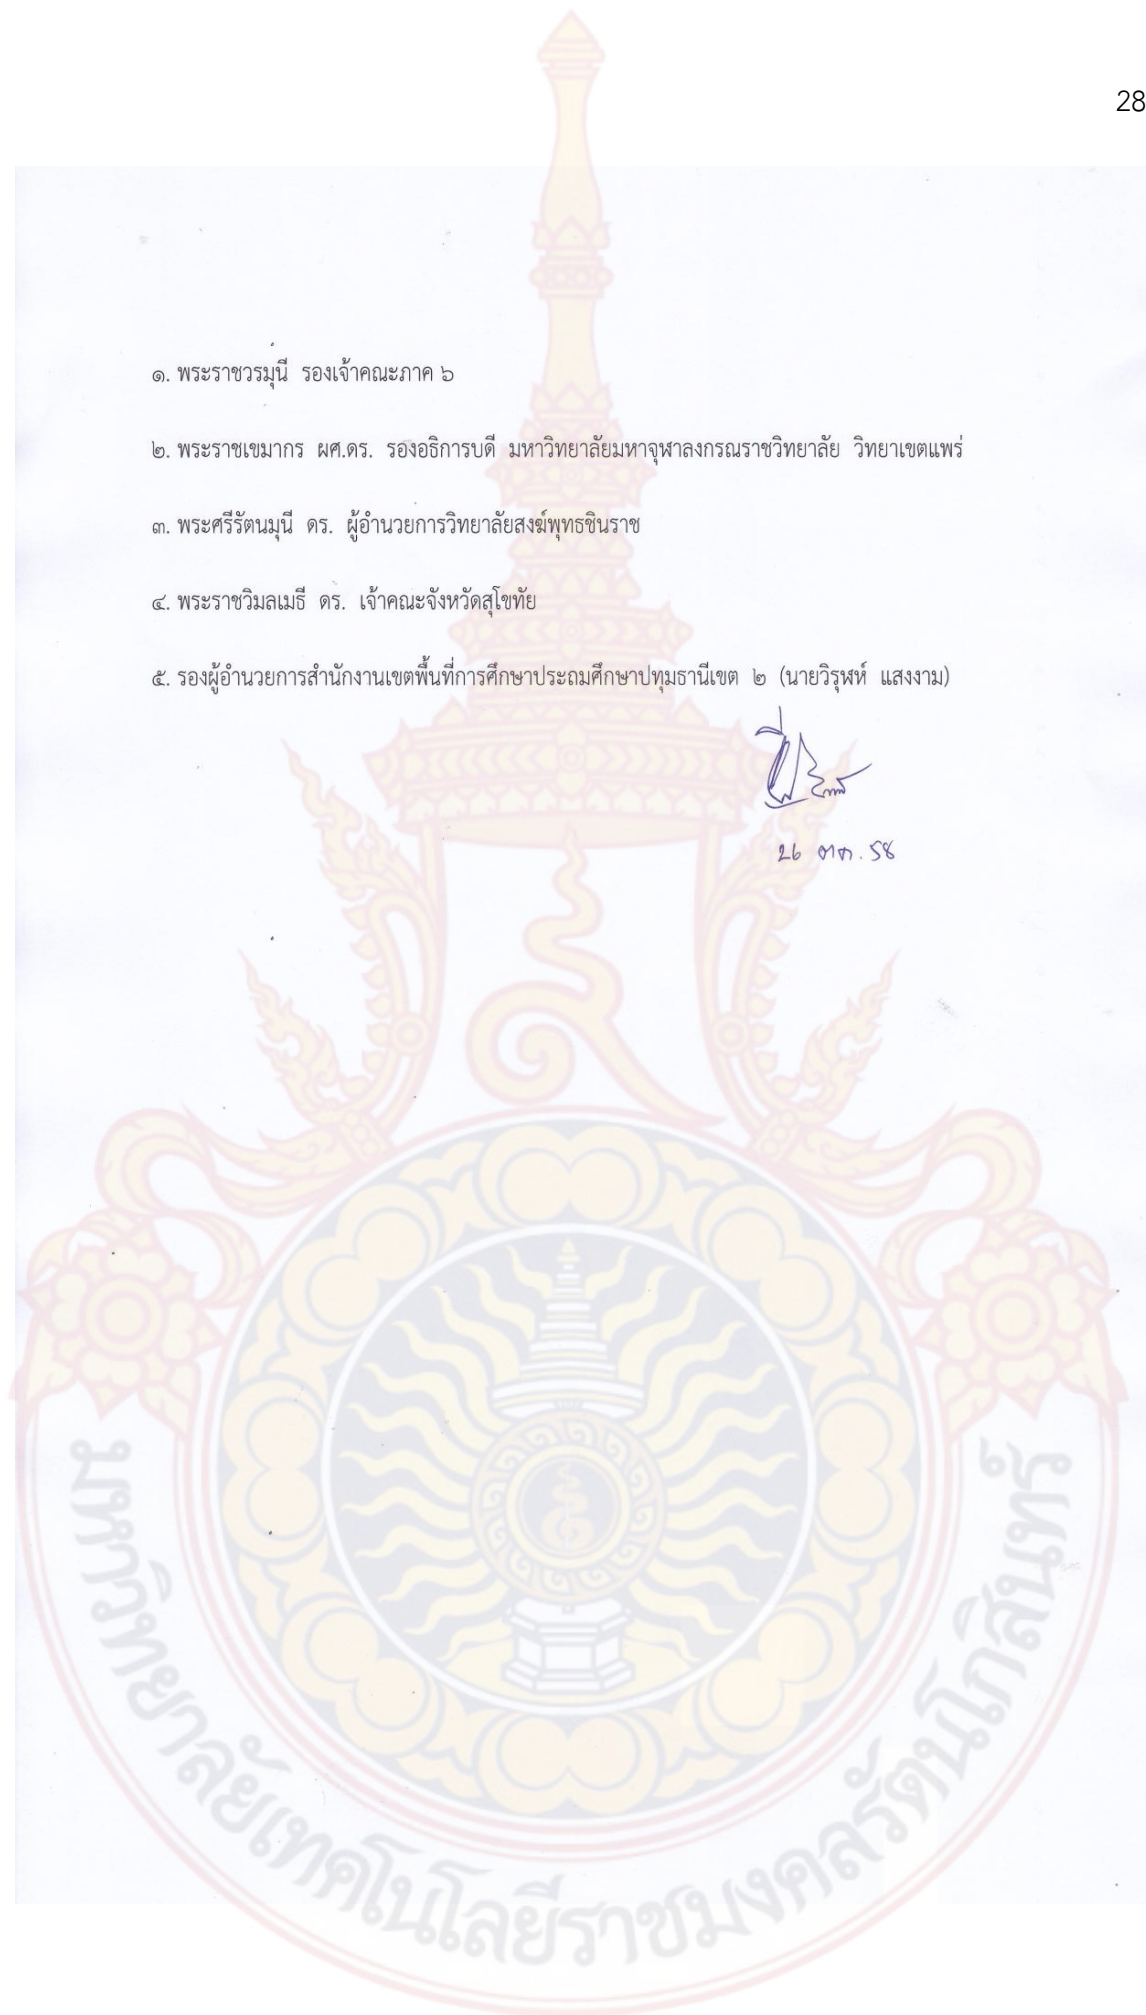 28
๑. พระราชวรมุนี รองเจ้าคณะภาค ๖
๒. พระราชเขมากร ผศ.ดร. รองอธิการบดี มหาวิทยาลัยมหาจุฬาลงกรณราชวิทยาลัย วิทยาเขตแพร่
๓. พระศรีรัตนมุนี ดร. ผู้อำนวยการวิทยาลัยสงฆ์พุทธชินราช
๔. พระราชวิมลเมธี ดร. เจ้าคณะจังหวัดสุโขทัย
๕. รองผู้อำนวยการสำนักงานเขตพื้นที่การศึกษาประถมศึกษาปทุมธานีเขต ๒ (นายวิรุฬห์ แสงงาม)
26 ตค. 58
มหาวิทยาลัยเทคโนโลยีราชมงคลรัตนโกสินทร์